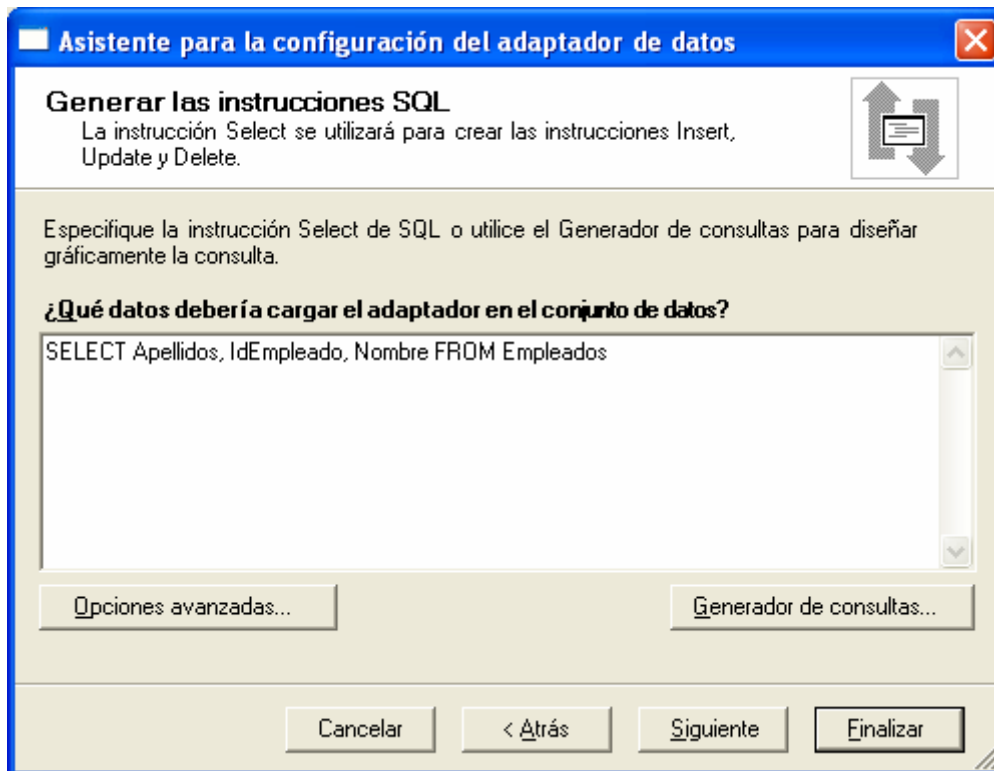 Asistente para la configuración del adaptador de datos
Generar las instrucciones SQL
La instrucción Select se utilizará para crear las instrucciones Insert,
Update y Delete.
Especifique la instrucción Select de SQL o utilice el Generador de consultas para diseñar
gráficamente la consulta.
¿Qué datos debería cargar el adaptador en el conjunto de datos?
SELECT Apellidos, IdEmpleado, Nombre FROM Empleados
Opciones avanzadas... Generador de consultas...
Cancelar < Atrás Siguiente Finalizar